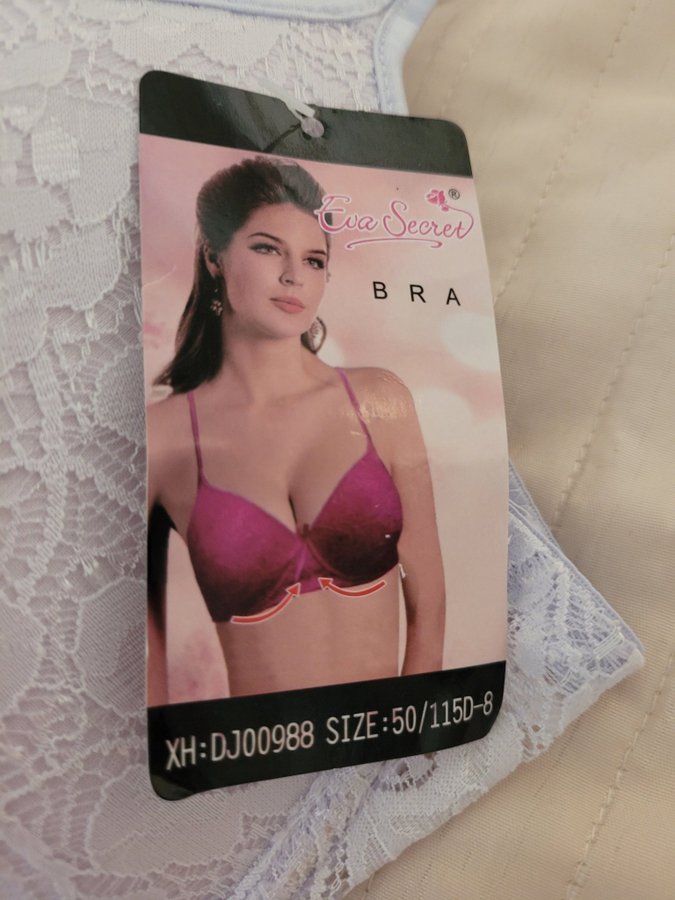 Eva Secret®
BRA
XH:DJ00988 SIZE:50/115D-8